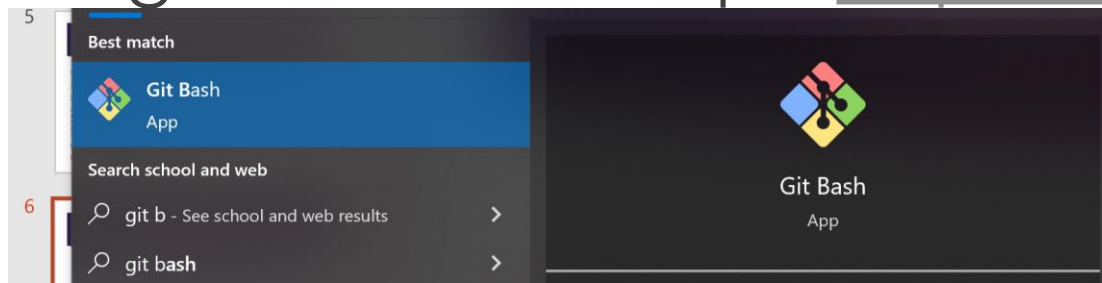 5
Best match
Git Bash
App
Search school and web
6
git b - See school and web results
git bash
Git Bash
App